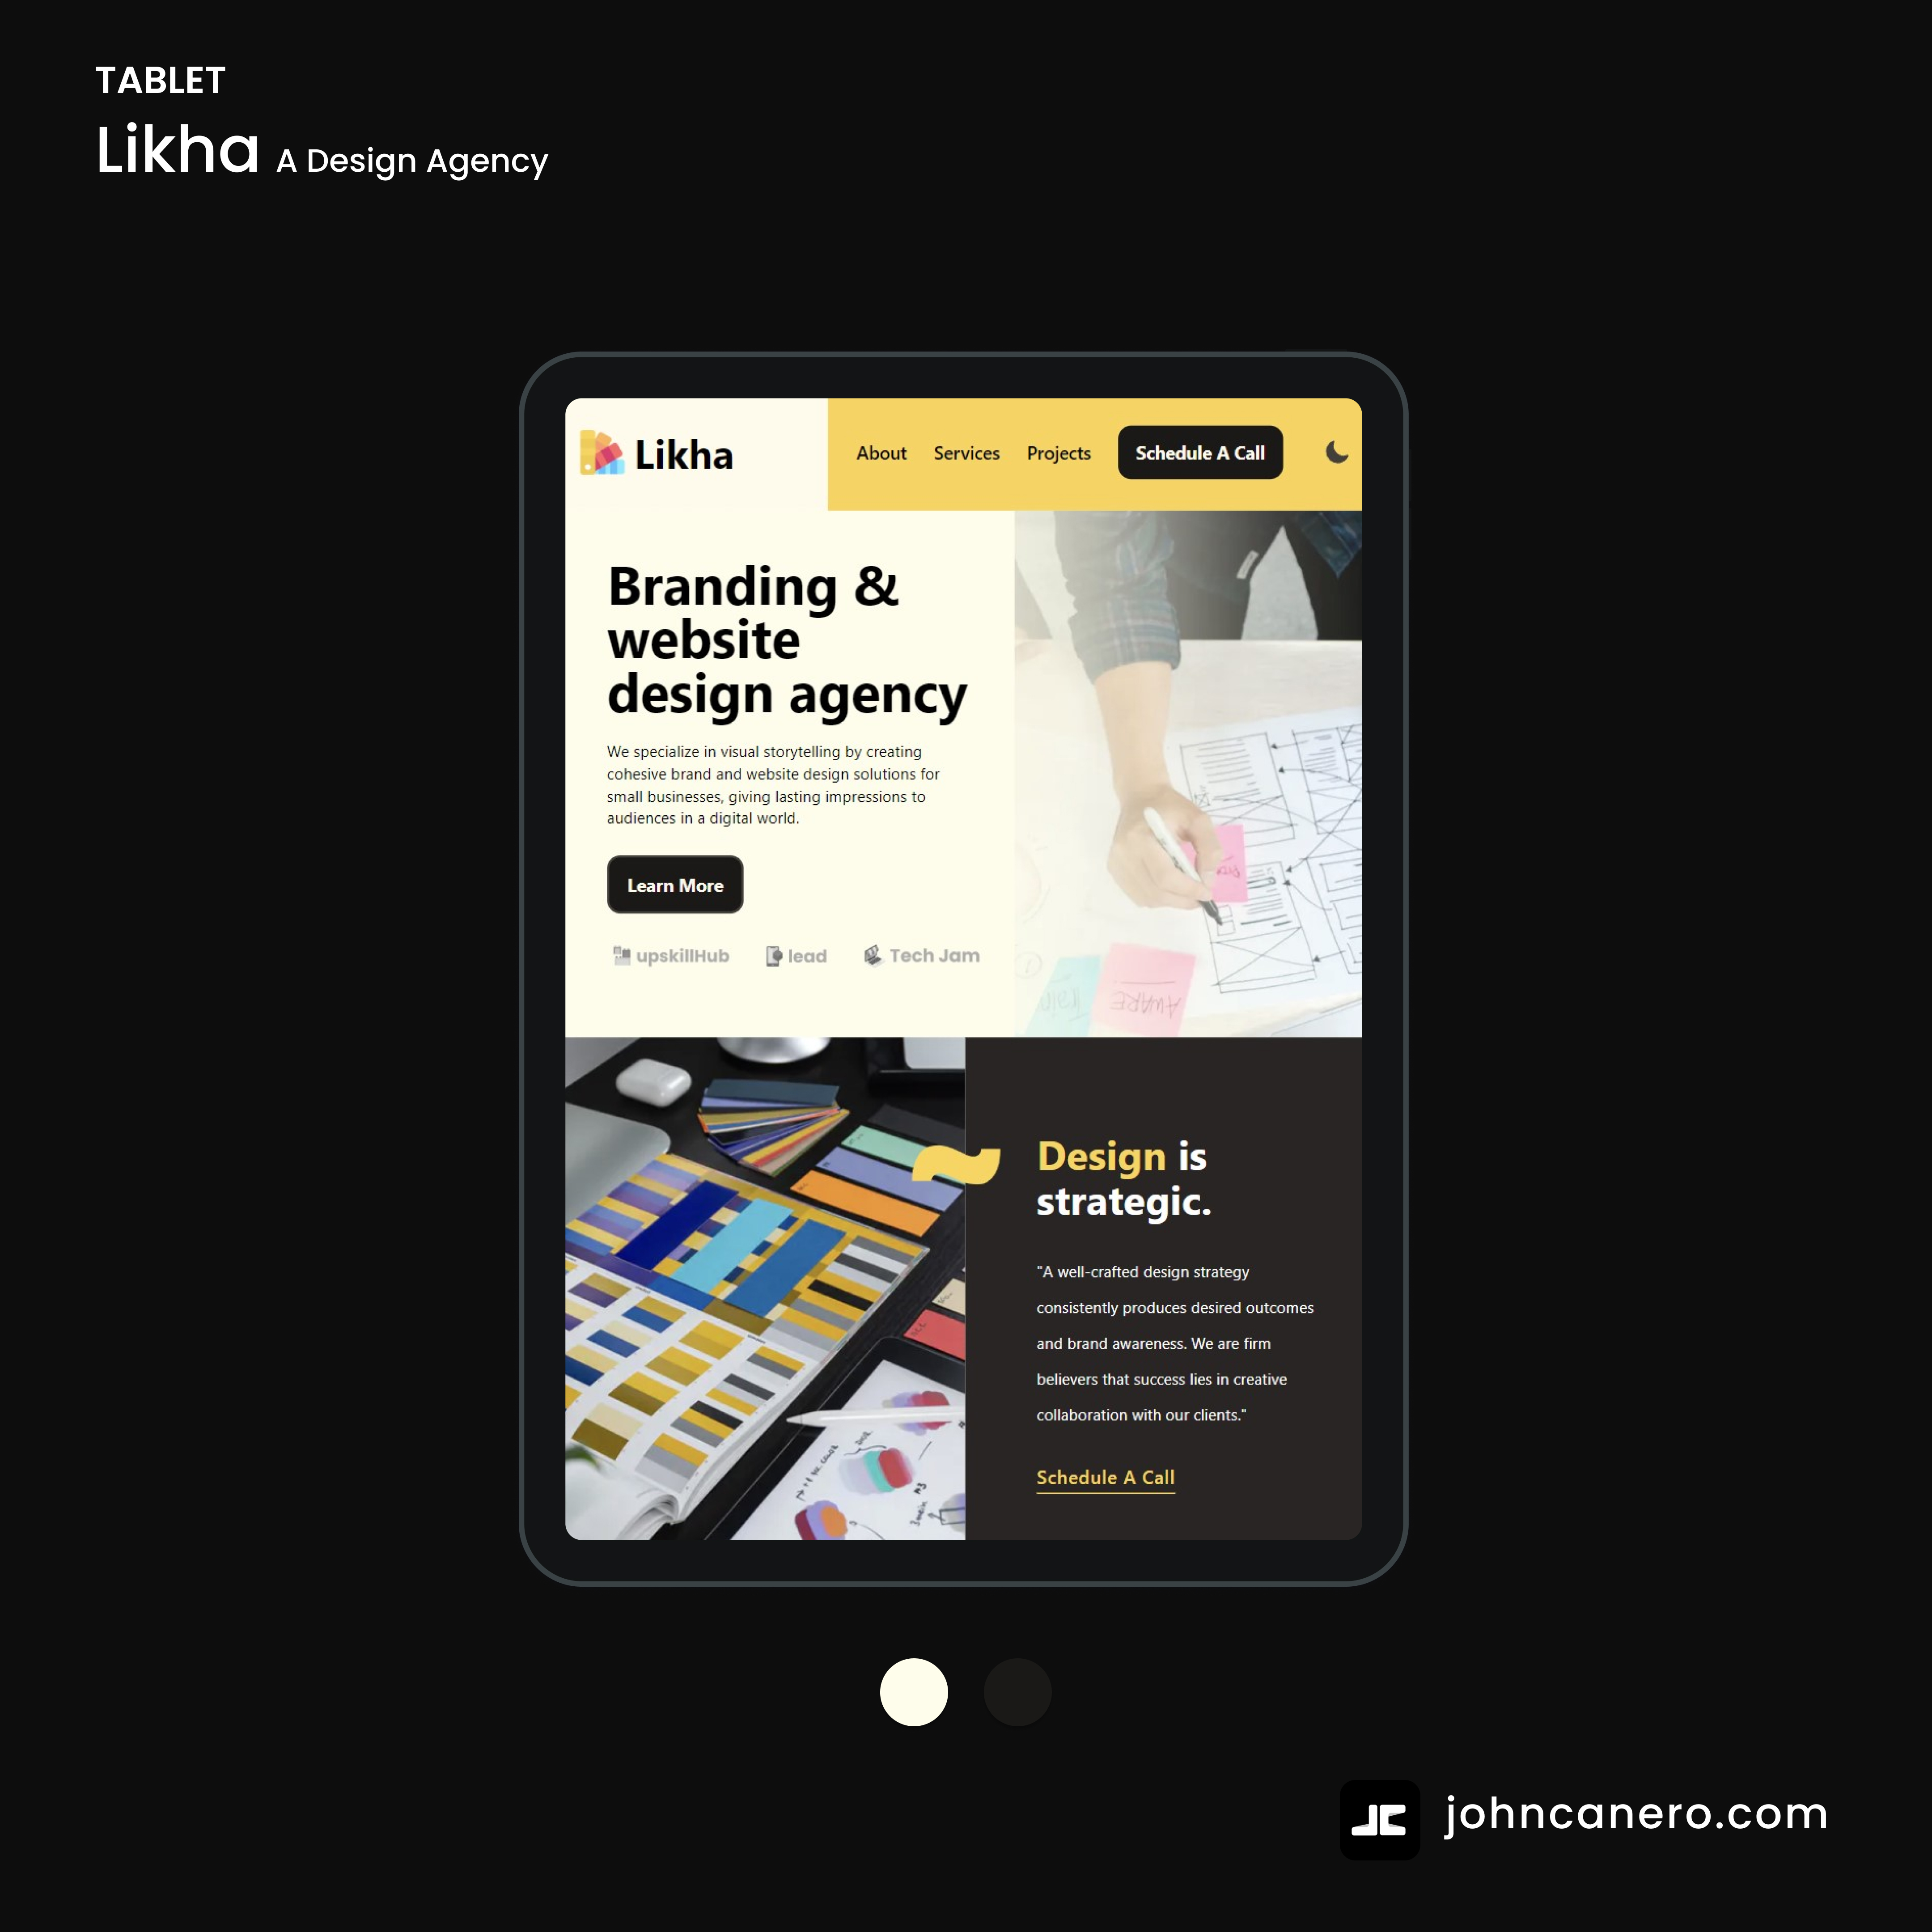 TABLET
Likha A Design Agency
Likha
About Services Projects Schedule A Call
Branding &
website
design agency
We specialize in visual storytelling by creating
cohesive brand and website design solutions for
small businesses, giving lasting impressions to
audiences in a digital world.
Learn More
upskillHub lead Tech Jam
AWARE
Design is
strategic.
"A well-crafted design strategy
consistently produces desired outcomes
and brand awareness. We are firm
believers that success lies in creative
collaboration with our clients."
Schedule A Call
JC johncanero.com